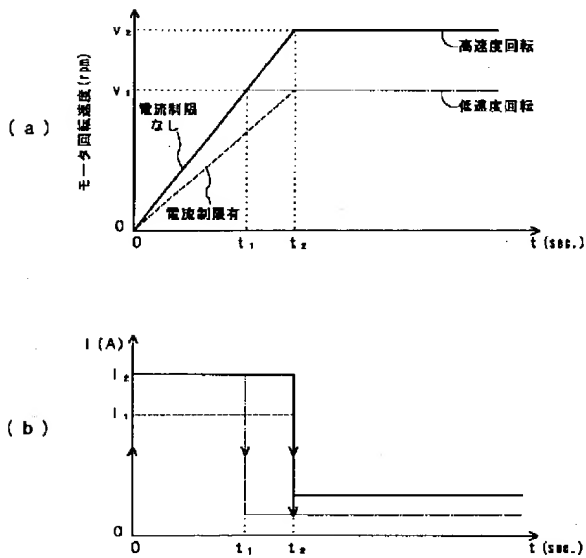 (a)
モータ回転速度(rpm)
V₂
高速度回転
V₁
低速度回転
電流制限
なし
電流制限有
0
0
t₁
t₂
t(sec.)
(b)
I(A)
I₂
I₁
0
t₁
t₂
t(sec.)